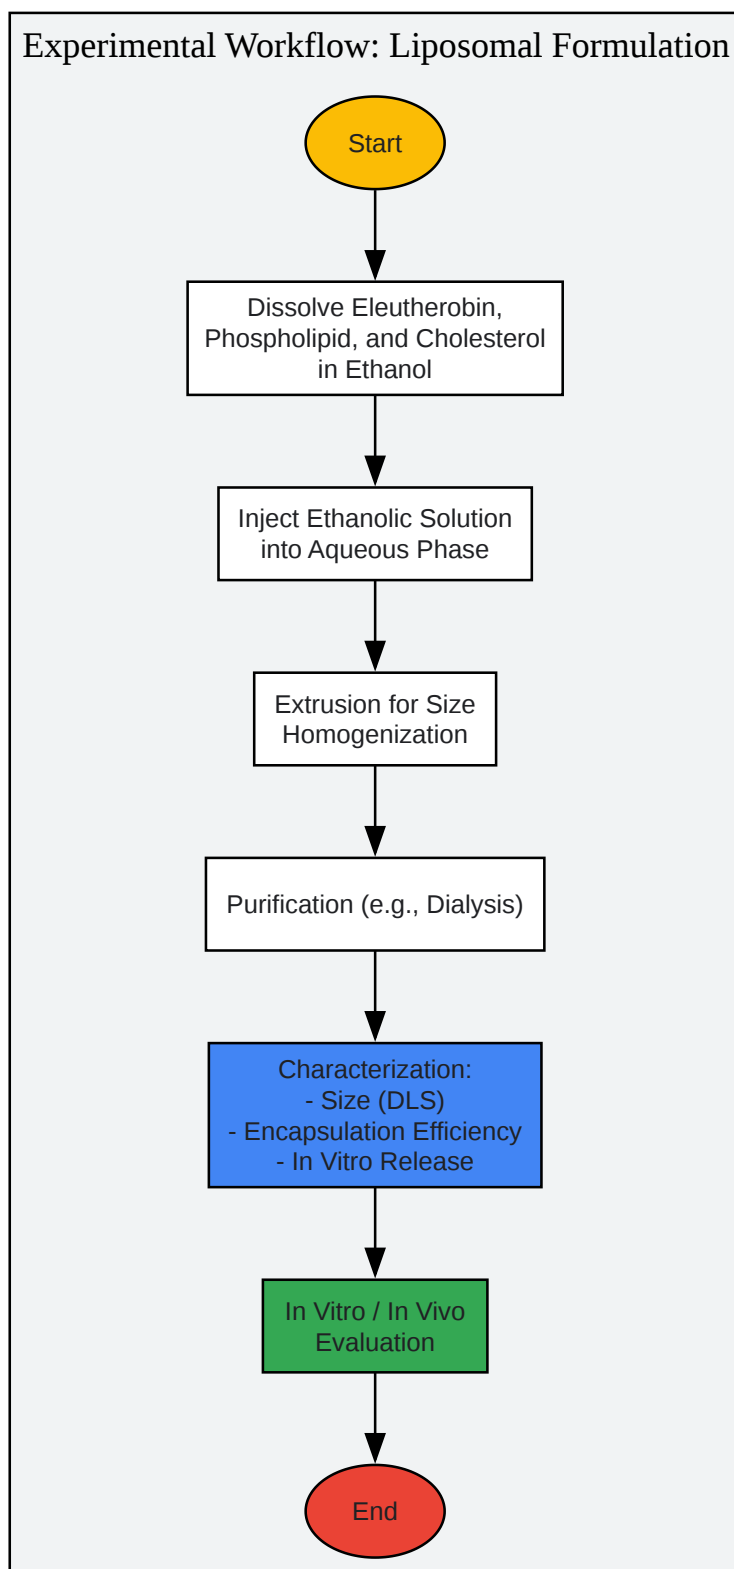 Experimental Workflow: Liposomal Formulation
Start
Dissolve Eleutherobin,
Phospholipid, and Cholesterol
in Ethanol
Inject Ethanolic Solution
into Aqueous Phase
Extrusion for Size
Homogenization
Purification (e.g., Dialysis)
Characterization:
- Size (DLS)
- Encapsulation Efficiency
- In Vitro Release
In Vitro / In Vivo
Evaluation
End